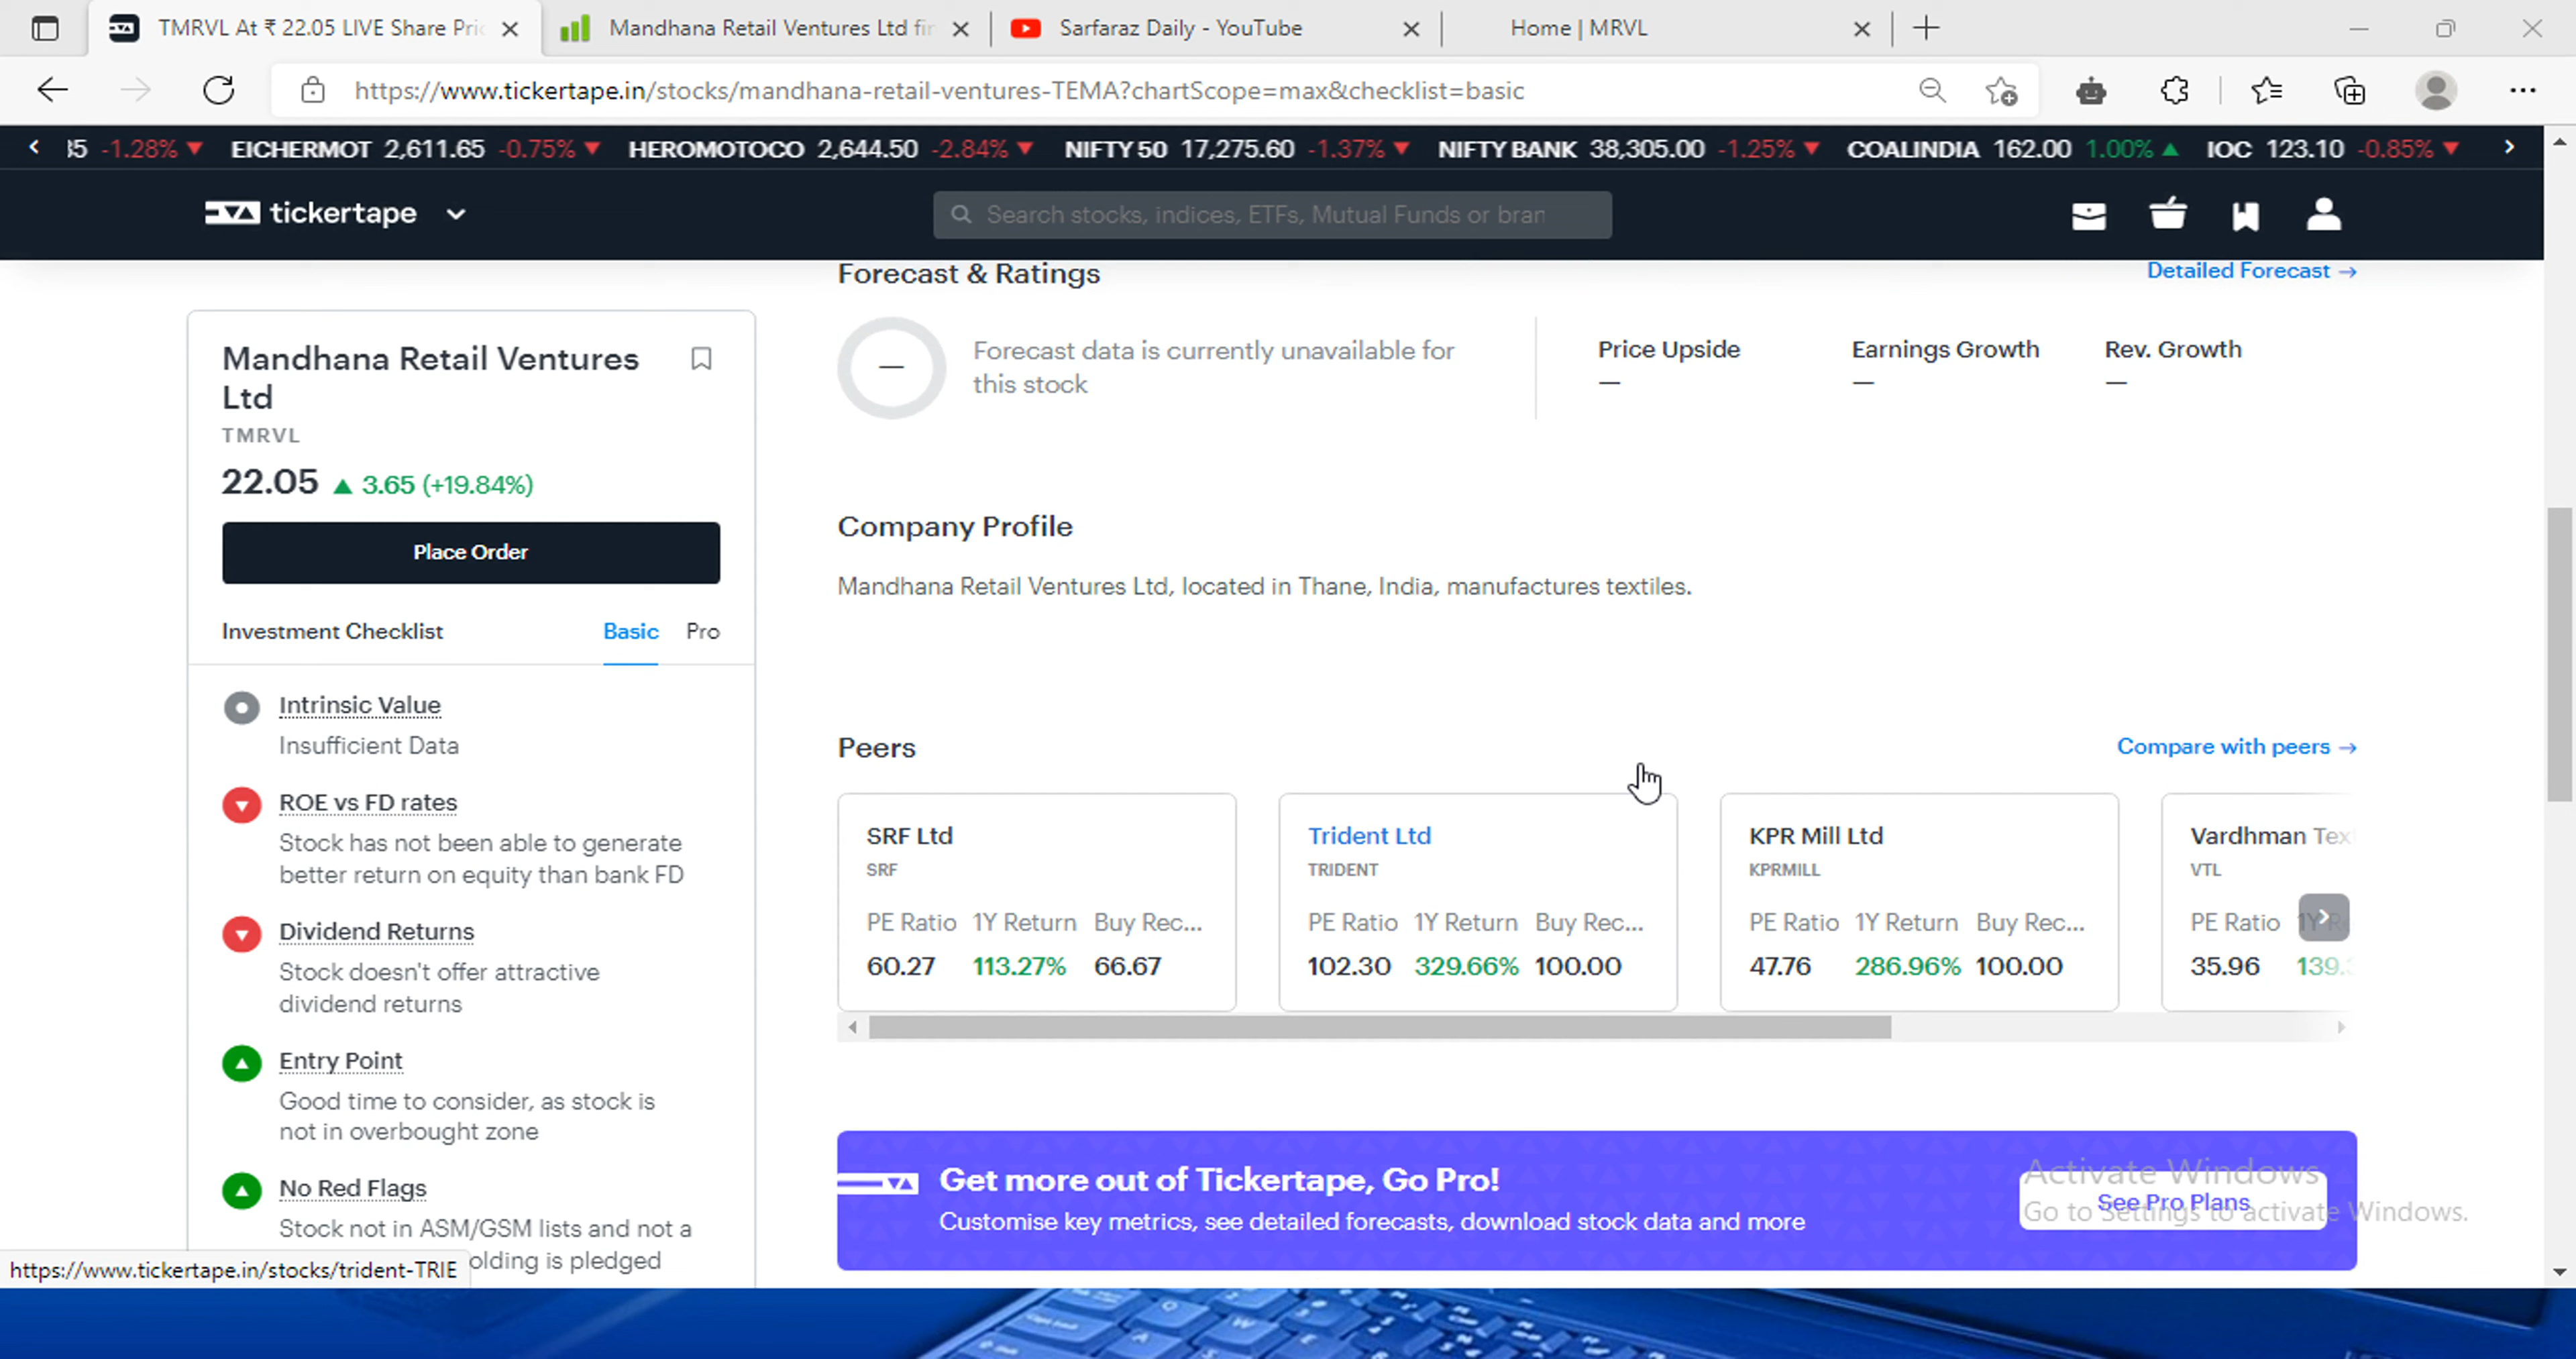 TMRVL At ₹ 22.05 LIVE Share Pric
Mandhana Retail Ventures Ltd fin
Sarfaraz Daily - YouTube
Home | MRVL
https://www.tickertape.in/stocks/mandhana-retail-ventures-TEMA?chartScope=max&checklist=basic
-1.28% ▼ EICHERMOT 2,611.65 -0.75% ▼ HEROMOTOCO 2,644.50 -2.84% ▼ NIFTY 50 17,275.60 -1.37% ▼ NIFTY BANK 38,305.00 -1.25% ▼ COALINDIA 162.00 1.00% ▲ IOC 123.10 -0.85% ▼
tickertape
Search stocks, indices, ETFs, Mutual Funds or bran
Mandhana Retail Ventures
Ltd
TMRVL
22.05 ▲ 3.65 (+19.84%)
Place Order
Investment Checklist Basic Pro
Intrinsic Value
Insufficient Data
ROE vs FD rates
Stock has not been able to generate
better return on equity than bank FD
Dividend Returns
Stock doesn't offer attractive
dividend returns
Entry Point
Good time to consider, as stock is
not in overbought zone
No Red Flags
Stock not in ASM/GSM lists and not a
olding is pledged
https://www.tickertape.in/stocks/trident-TRIE
Forecast & Ratings
Detailed Forecast →
Forecast data is currently unavailable for
this stock
Price Upside Earnings Growth Rev. Growth
— — —
Company Profile
Mandhana Retail Ventures Ltd, located in Thane, India, manufactures textiles.
Peers
Compare with peers →
SRF Ltd
SRF
PE Ratio 1Y Return Buy Rec...
60.27 113.27% 66.67
Trident Ltd
TRIDENT
PE Ratio 1Y Return Buy Rec...
102.30 329.66% 100.00
KPR Mill Ltd
KPRMILL
PE Ratio 1Y Return Buy Rec...
47.76 286.96% 100.00
Vardhman Tex
VTL
PE Ratio
35.96 139.
Get more out of Tickertape, Go Pro!
Customise key metrics, see detailed forecasts, download stock data and more
See Pro Plans
Activate Windows
Go to Settings to activate Windows.